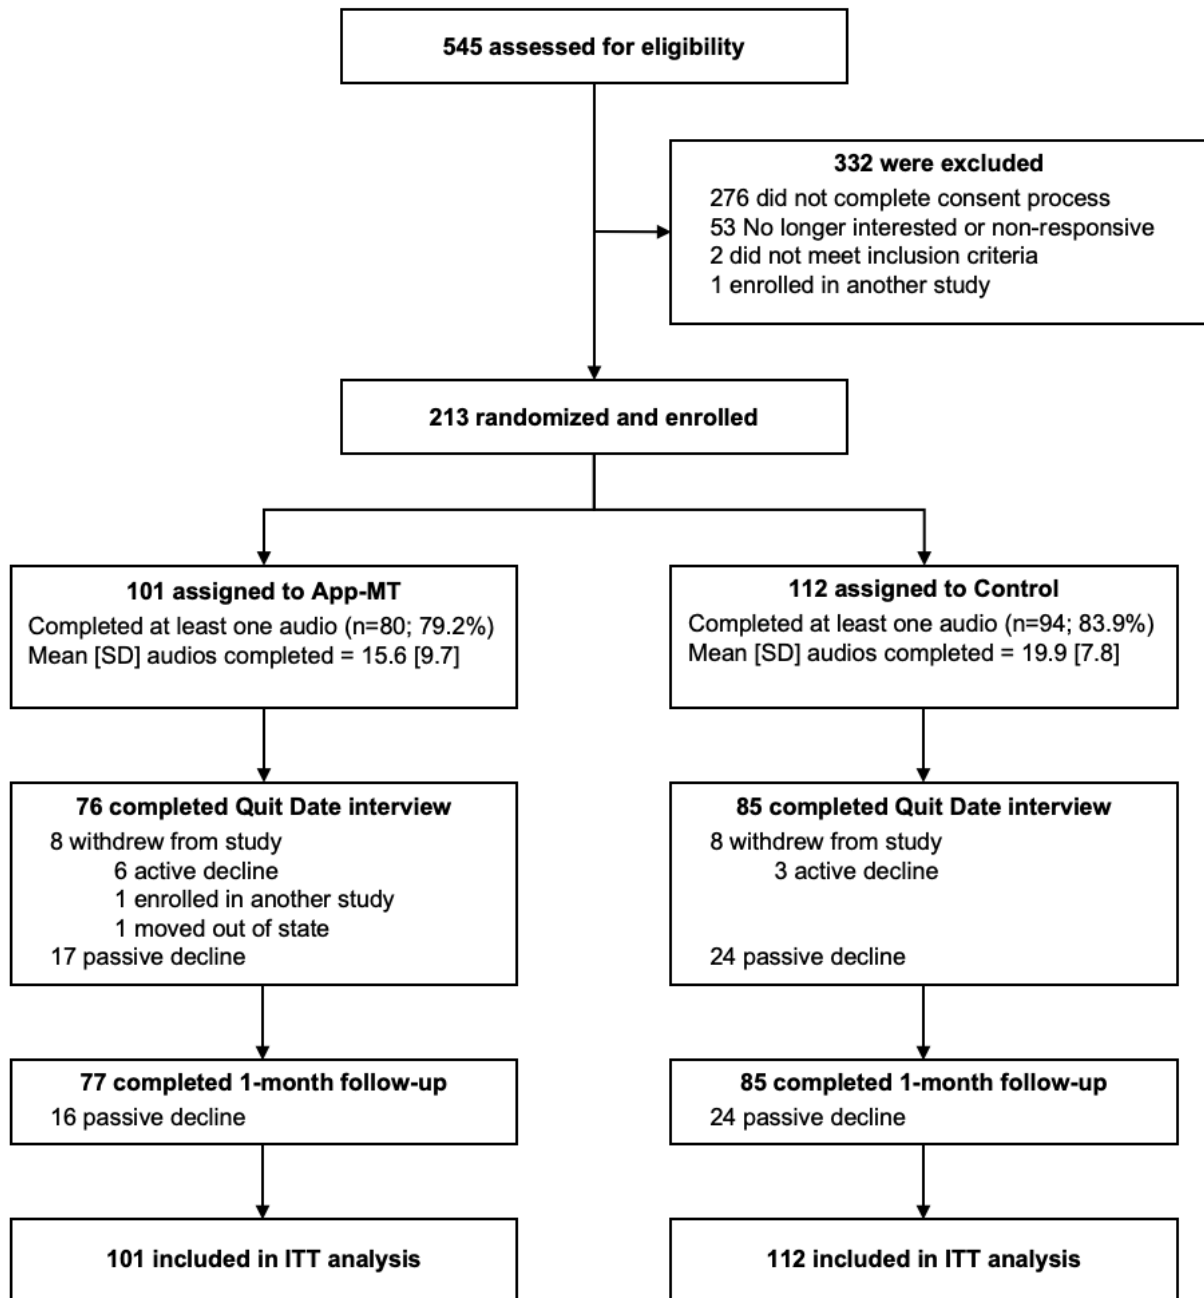 545 assessed for eligibility
332 were excluded
276 did not complete consent process
53 No longer interested or non-responsive
2 did not meet inclusion criteria
1 enrolled in another study
213 randomized and enrolled
101 assigned to App-MT
Completed at least one audio (n=80; 79.2%)
Mean [SD] audios completed = 15.6 [9.7]
112 assigned to Control
Completed at least one audio (n=94; 83.9%)
Mean [SD] audios completed = 19.9 [7.8]
76 completed Quit Date interview
8 withdrew from study
6 active decline
1 enrolled in another study
1 moved out of state
17 passive decline
85 completed Quit Date interview
8 withdrew from study
3 active decline
24 passive decline
77 completed 1-month follow-up
16 passive decline
85 completed 1-month follow-up
24 passive decline
101 included in ITT analysis
112 included in ITT analysis